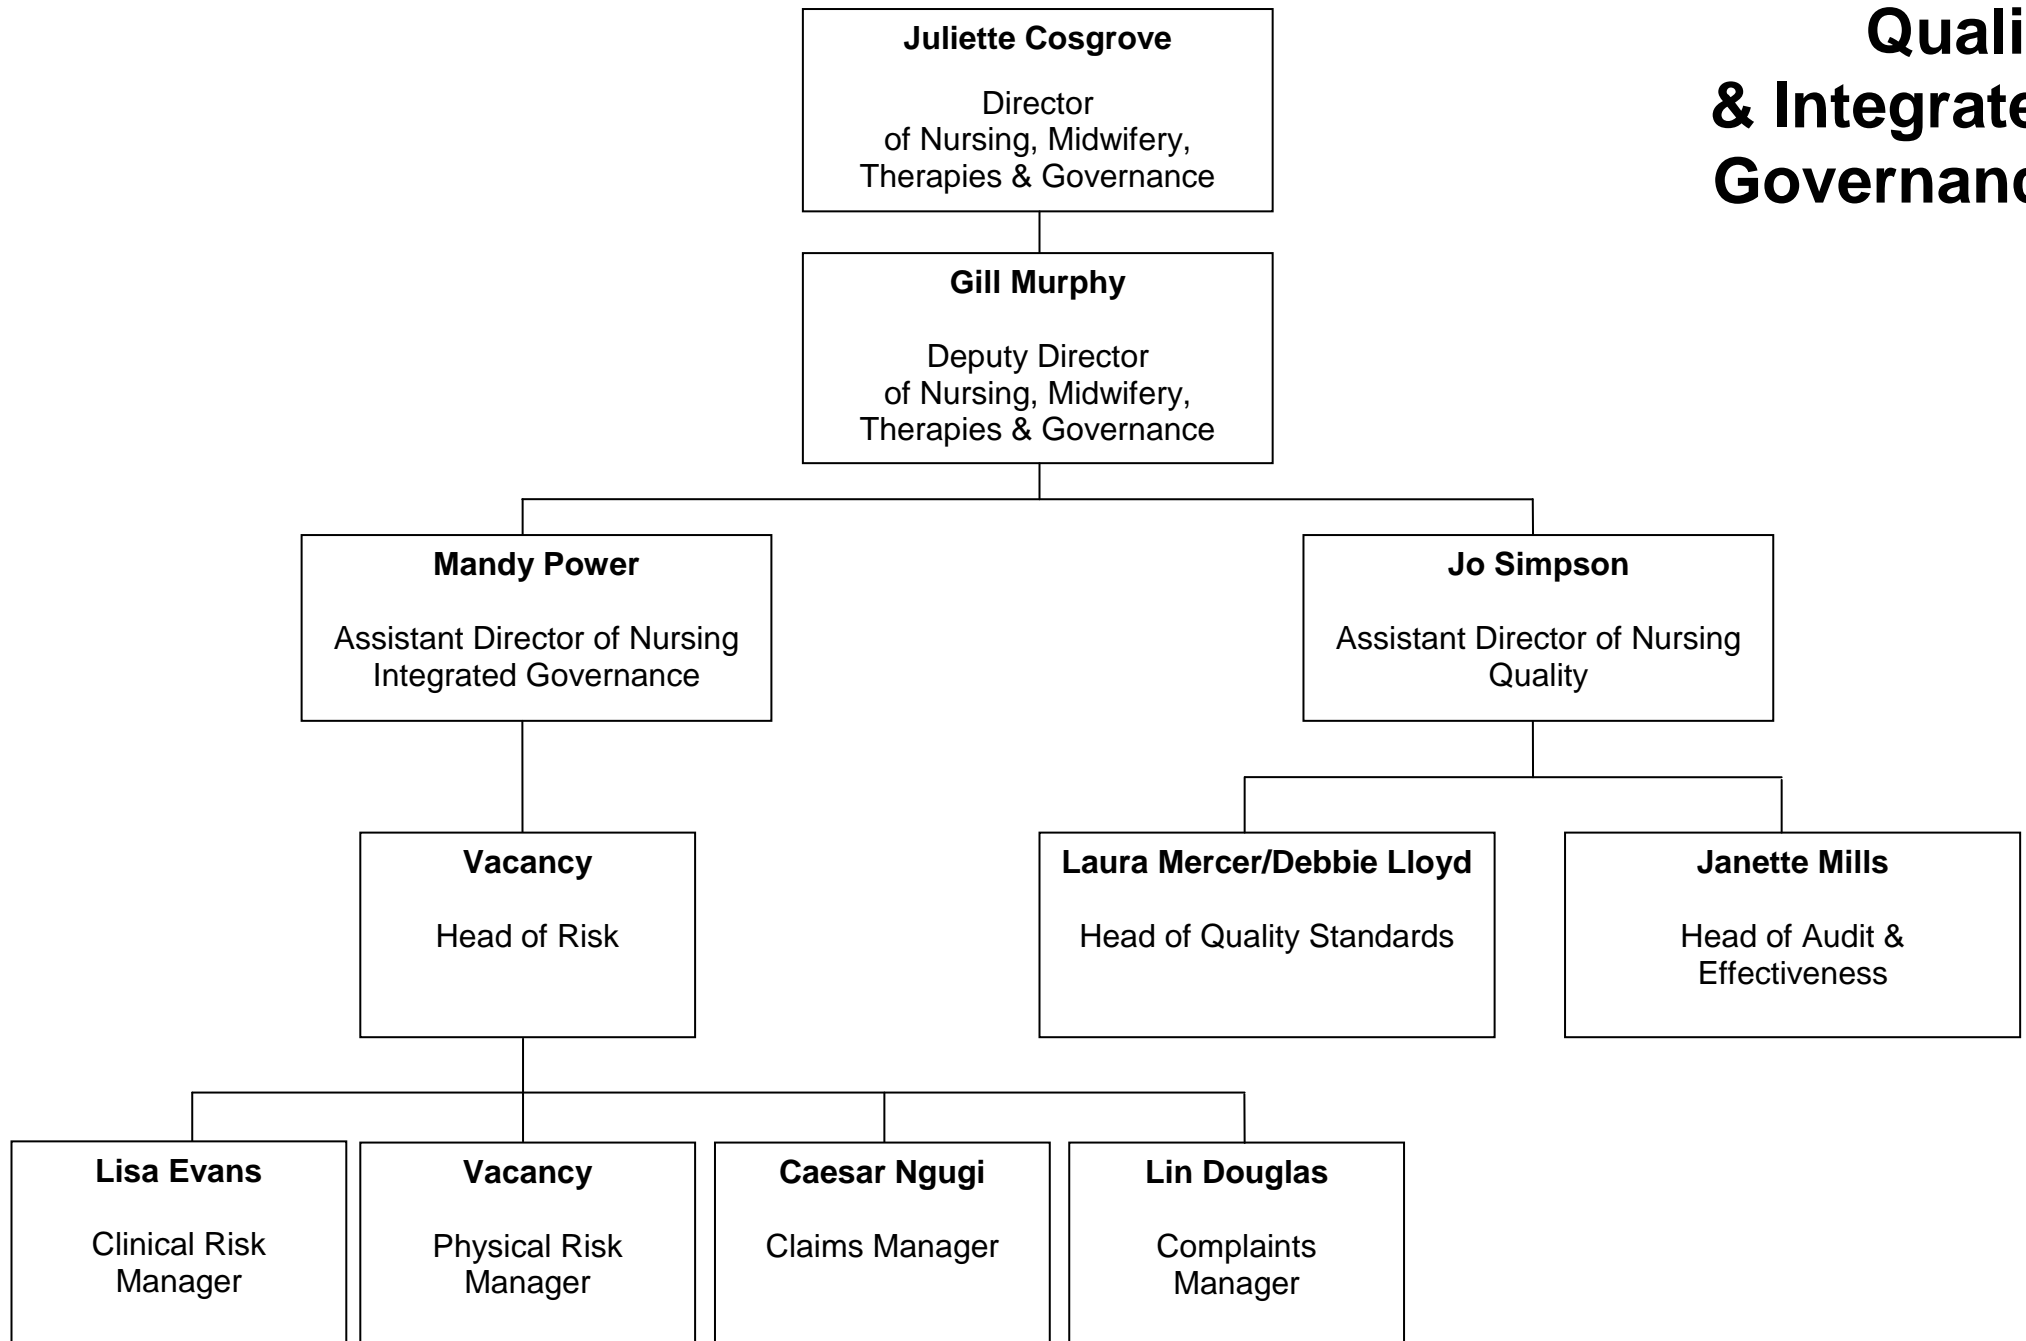 Quali
& Integrate
Governanc
Juliette Cosgrove
Director
of Nursing, Midwifery,
Therapies & Governance
Gill Murphy
Deputy Director
of Nursing, Midwifery,
Therapies & Governance
Mandy Power
Assistant Director of Nursing
Integrated Governance
Jo Simpson
Assistant Director of Nursing
Quality
Vacancy
Head of Risk
Laura Mercer/Debbie Lloyd
Head of Quality Standards
Janette Mills
Head of Audit &
Effectiveness
Lisa Evans
Clinical Risk
Manager
Vacancy
Physical Risk
Manager
Caesar Ngugi
Claims Manager
Lin Douglas
Complaints
Manager